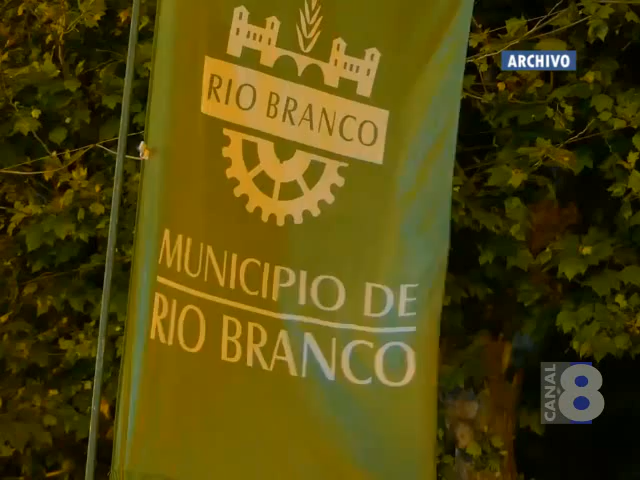 ARCHIVO
RIO BRANCO
MUNICIPIO DE
RIO BRANCO
CANAL 8